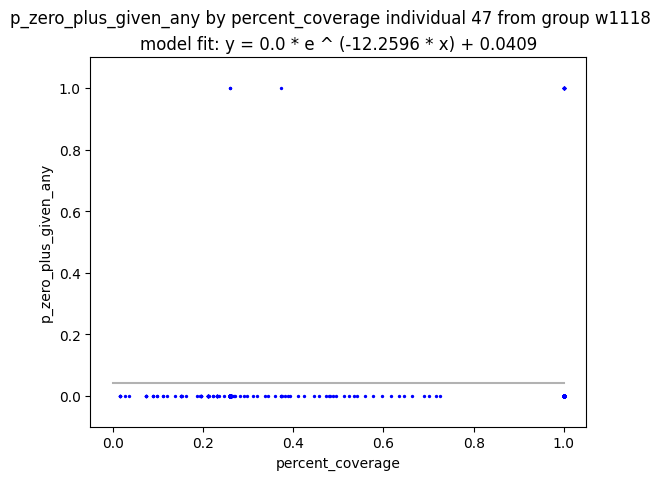 p_zero_plus_given_any by percent_coverage individual 47 from group w1118
model fit: y = 0.0 * e ^ (-12.2596 * x) + 0.0409
1.0
0.8
0.6
0.4
0.2
0.0
p_zero_plus_given_any
0.0 0.2 0.4 0.6 0.8 1.0
percent_coverage